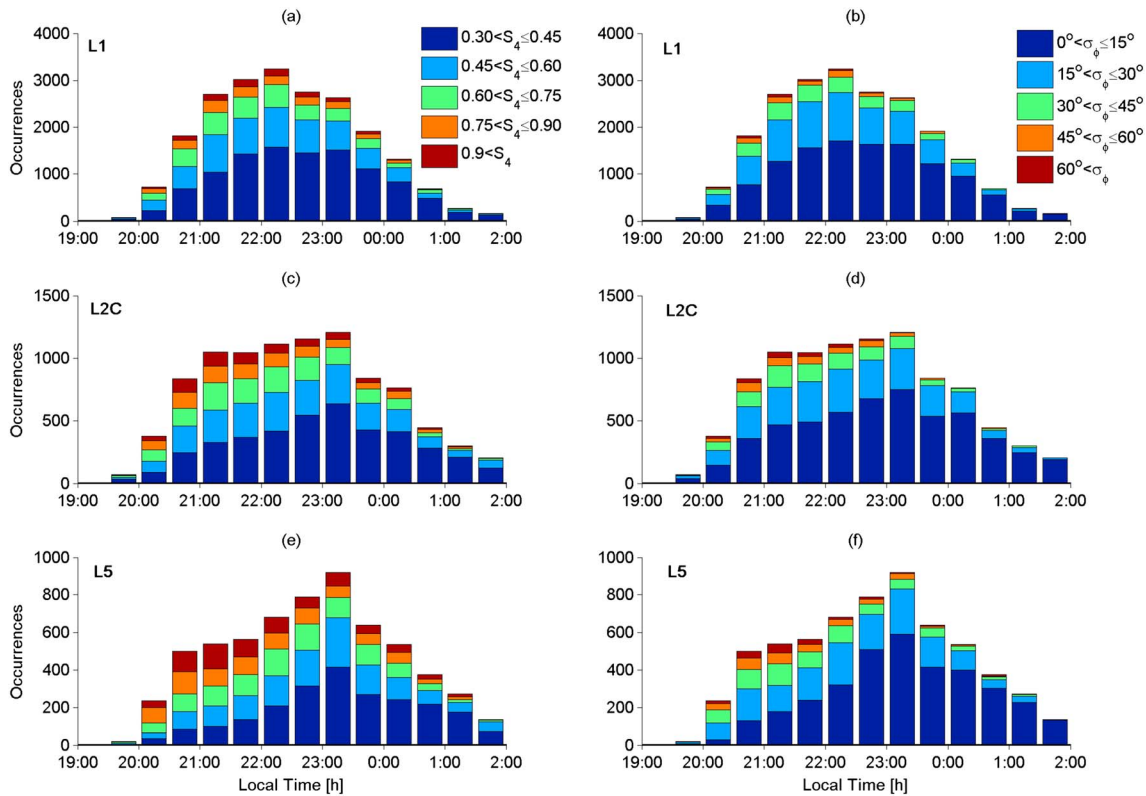 (a)
L1
4000
3000
2000
1000
0
Occurrences
0.30<S4≤0.45
0.45<S4≤0.60
0.60<S4≤0.75
0.75<S4≤0.90
0.9<S4
19:00 20:00 21:00 22:00 23:00 00:00 1:00 2:00
(b)
L1
4000
3000
2000
1000
0
0°<σϕ≤15°
15°<σϕ≤30°
30°<σϕ≤45°
45°<σϕ≤60°
60°<σϕ
19:00 20:00 21:00 22:00 23:00 0:00 1:00 2:00
(c)
L2C
1500
1000
500
0
Occurrences
19:00 20:00 21:00 22:00 23:00 0:00 1:00 2:00
(d)
L2C
1500
1000
500
0
19:00 20:00 21:00 22:00 23:00 0:00 1:00 2:00
(e)
L5
1000
800
600
400
200
0
Occurrences
19:00 20:00 21:00 22:00 23:00 0:00 1:00 2:00
Local Time [h]
(f)
L5
1000
800
600
400
200
0
19:00 20:00 21:00 22:00 23:00 0:00 1:00 2:00
Local Time [h]